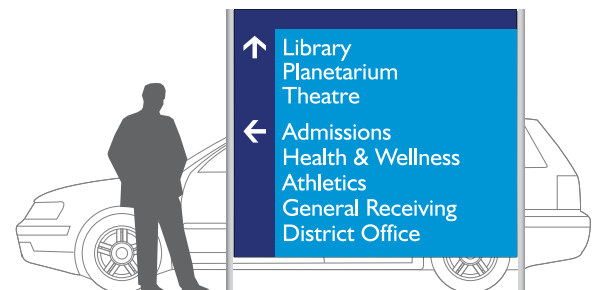 Library
Planetarium
Theatre
Admissions
Health & Wellness
Athletics
General Receiving
District Office